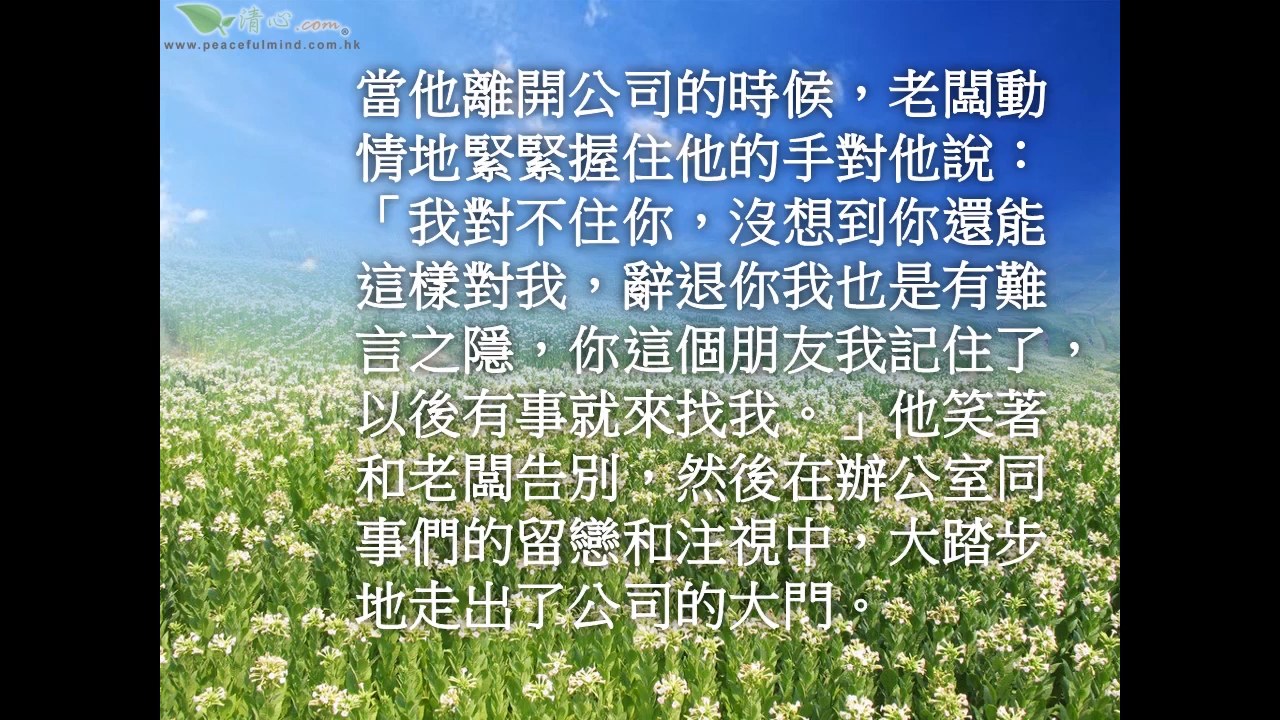 清心.com®
www.peacefulmind.com.hk
當他離開公司的時候，老闆動
情地緊緊握住他的手對他說：
「我對不住你，沒想到你還能
這樣對我，辭退你我也是有難
言之隱，你這個朋友我記住了，
以後有事就來找我。」他笑著
和老闆告別，然後在辦公室同
事們的留戀和注視中，大踏步
地走出了公司的大門。